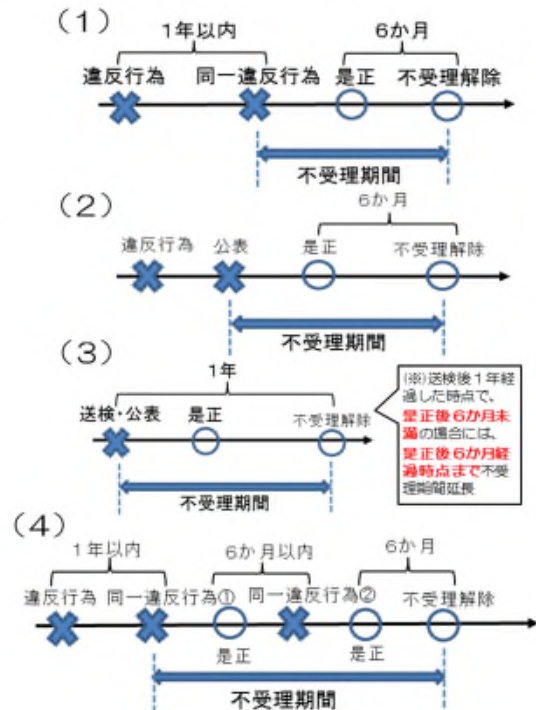 (1)
1年以内
6か月
違反行為 同一違反行為 是正 不受理解除
不受理期間
(2)
6か月
違反行為 公表 是正 不受理解除
不受理期間
(3)
1年
送検・公表 是正 不受理解除
不受理期間
(※)送検後1年経
過した時点で、
是正後6か月未
満の場合には、
是正後6か月経
過時点まで不受
理期間延長
(4)
1年以内 6か月以内 6か月
違反行為 同一違反行為① 同一違反行為② 不受理解除
是正 是正
不受理期間